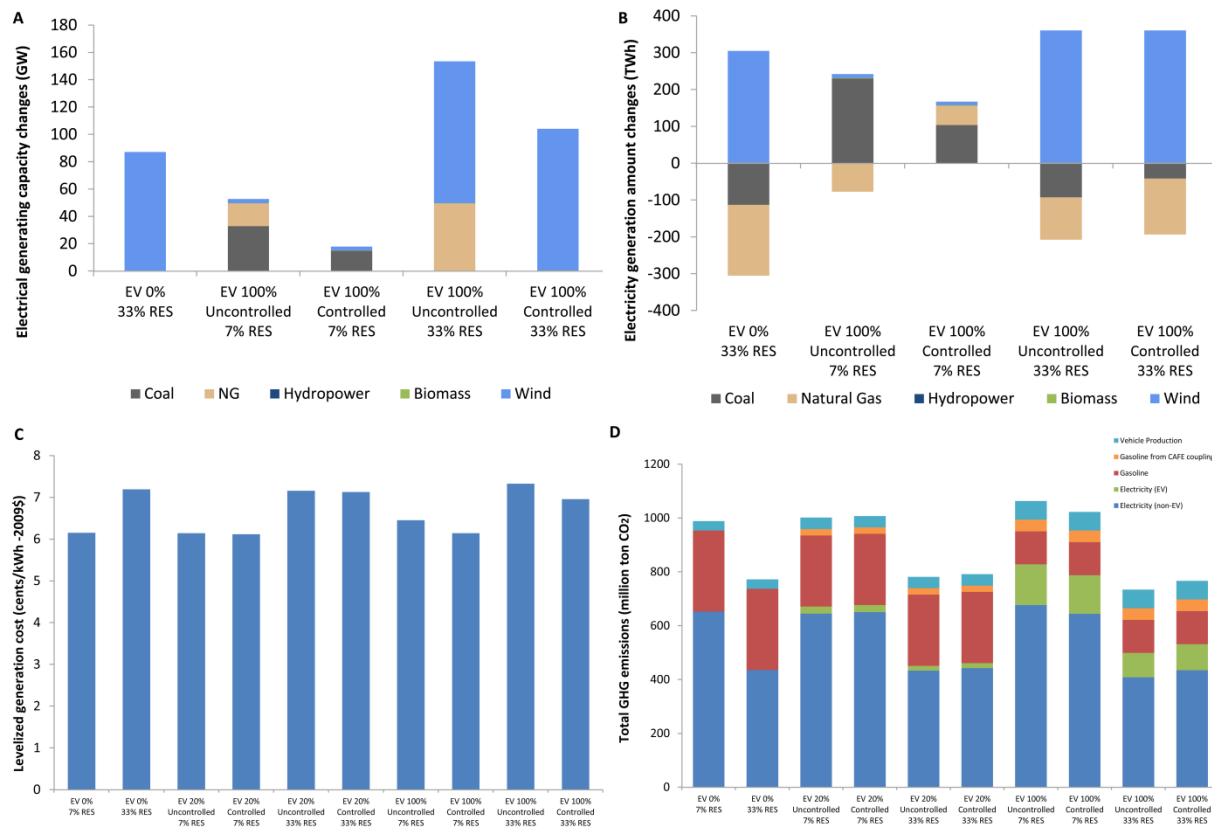 A
Electrical generating capacity changes (GW)
180
160
140
120
100
80
60
40
20
0
EV 0%
33% RES
EV 100%
Uncontrolled
7% RES
EV 100%
Controlled
7% RES
EV 100%
Uncontrolled
33% RES
EV 100%
Controlled
33% RES
Coal NG Hydropower Biomass Wind
B
Electricity generation amount changes (TWh)
400
300
200
100
0
-100
-200
-300
-400
EV 0%
33% RES
EV 100%
Uncontrolled
7% RES
EV 100%
Controlled
7% RES
EV 100%
Uncontrolled
33% RES
EV 100%
Controlled
33% RES
Coal Natural Gas Hydropower Biomass Wind
C
Levelized generation cost (cents/kWh -2009$)
8
7
6
5
4
3
2
1
0
EV 0%
7% RES
EV 0%
33% RES
EV 20%
Uncontrolled
7% RES
EV 20%
Controlled
7% RES
EV 20%
Uncontrolled
33% RES
EV 20%
Controlled
33% RES
EV 100%
Uncontrolled
7% RES
EV 100%
Controlled
7% RES
EV 100%
Uncontrolled
33% RES
EV 100%
Controlled
33% RES
D
Total GHG emissions (million ton CO2)
1200
1000
800
600
400
200
0
Vehicle Production
Gasoline from CAFE coupling
Gasoline
Electricity (EV)
Electricity (non-EV)
EV 0%
7% RES
EV 0%
33% RES
EV 20%
Uncontrolled
7% RES
EV 20%
Controlled
7% RES
EV 20%
Uncontrolled
33% RES
EV 20%
Controlled
33% RES
EV 100%
Uncontrolled
7% RES
EV 100%
Controlled
7% RES
EV 100%
Uncontrolled
33% RES
EV 100%
Controlled
33% RES